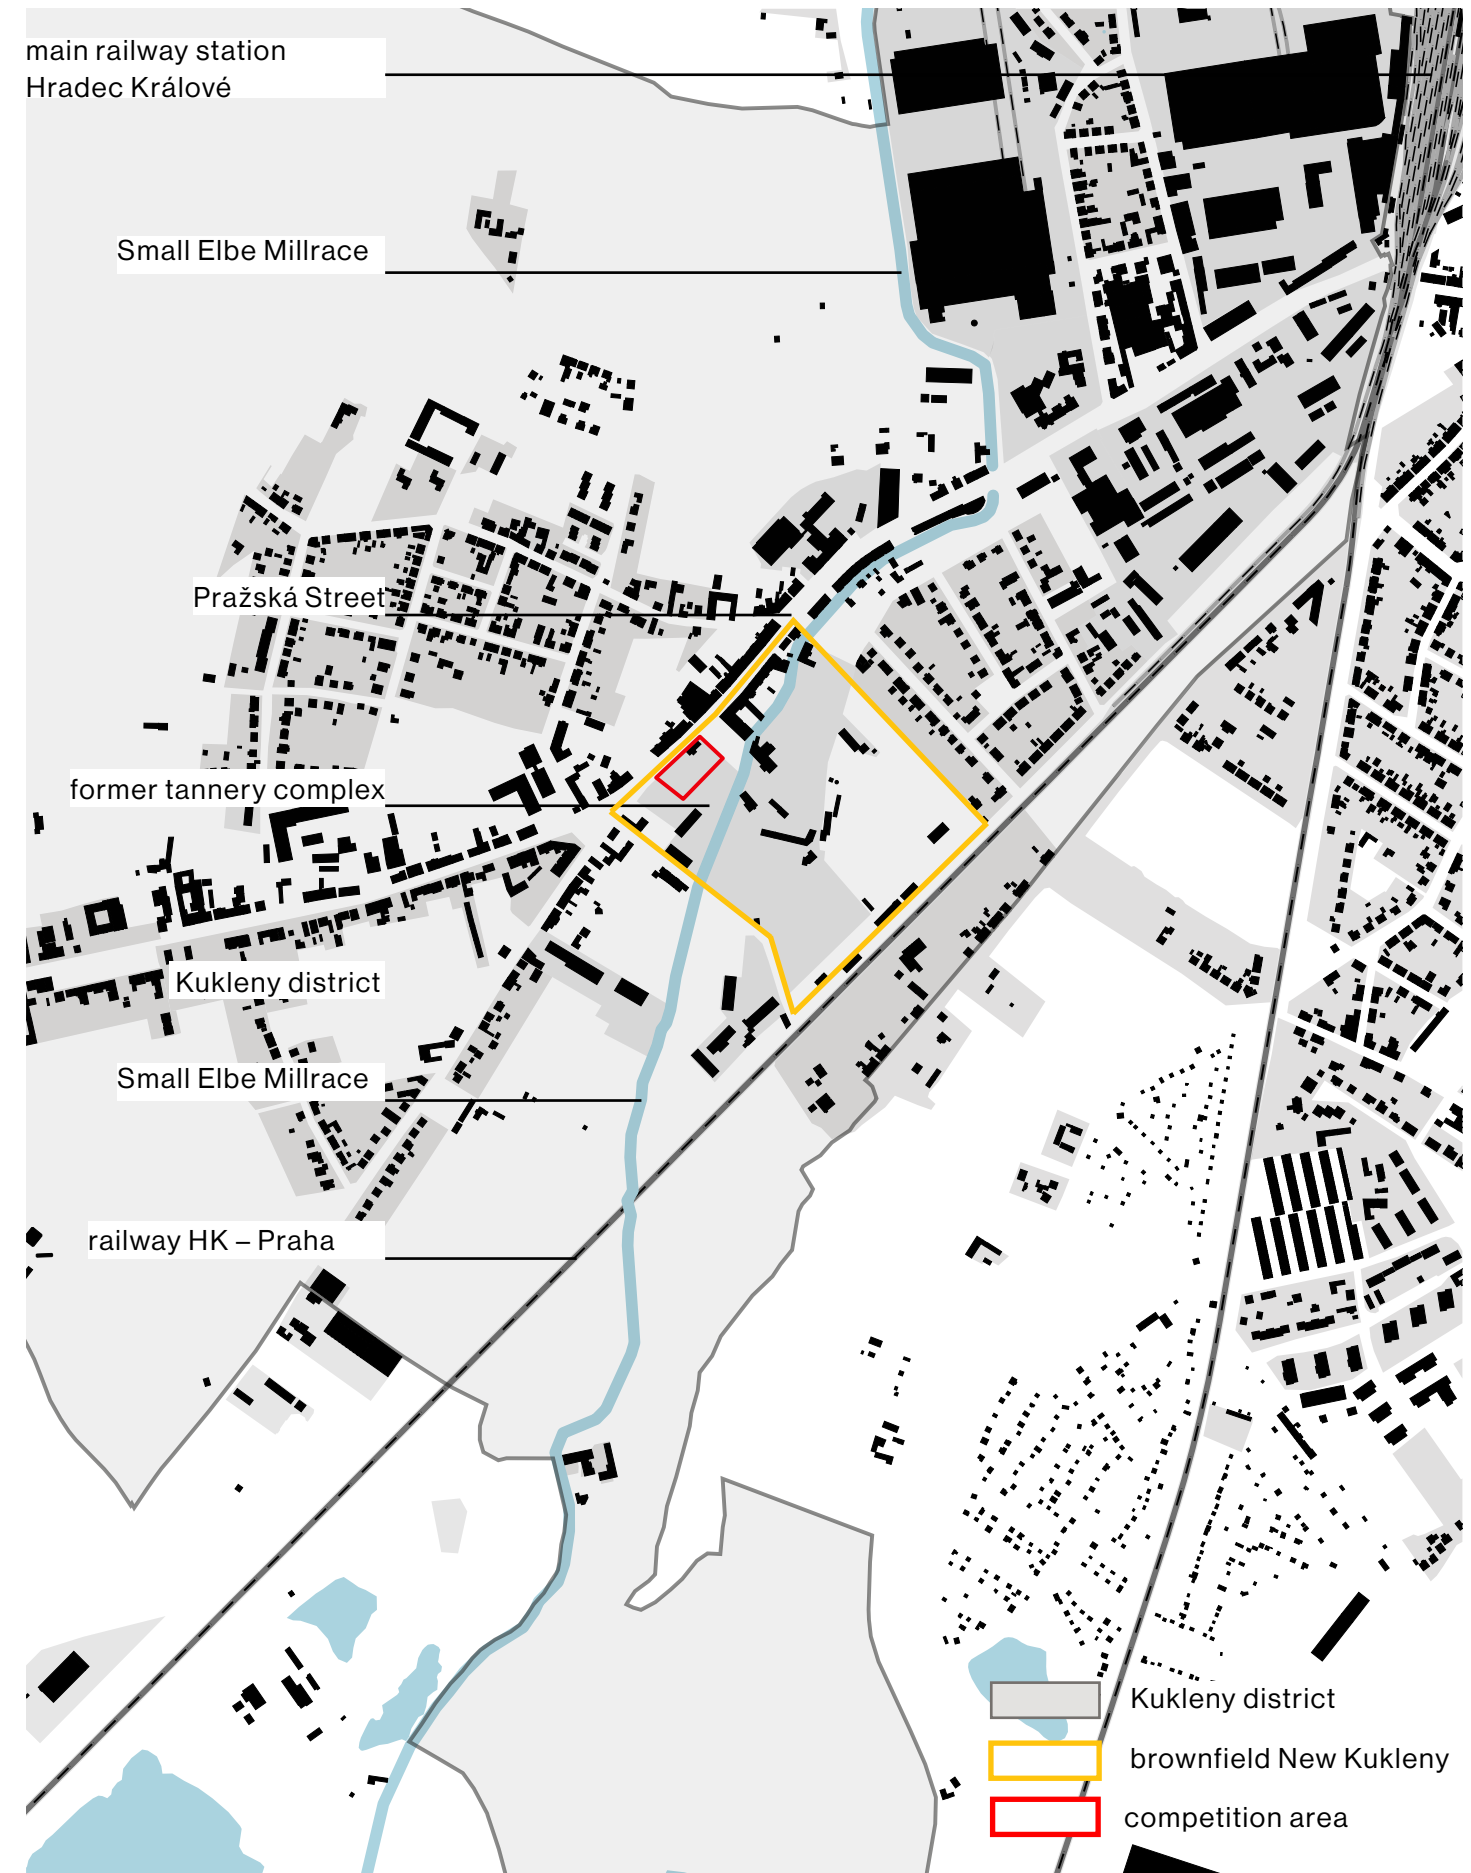 main railway station
Hradec Králové
Small Elbe Millrace
Pražská Street
former tannery complex
Kukleny district
Small Elbe Millrace
railway HK – Praha
Kukleny district
brownfield New Kukleny
competition area